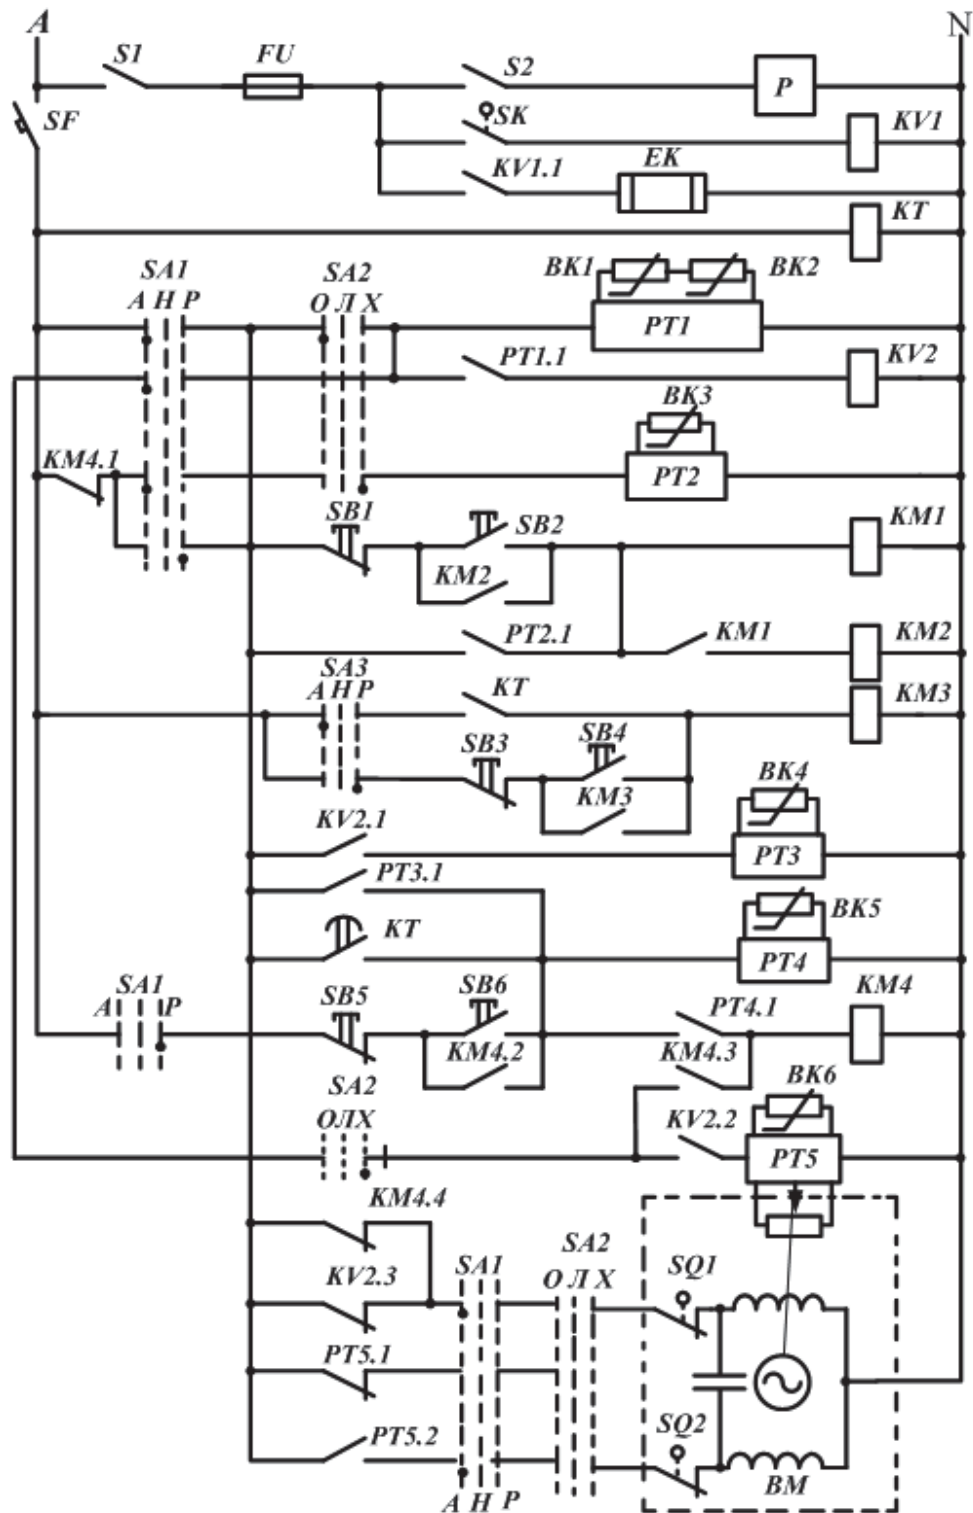 A N
S1 FU S2 P
SF SK KV1
KV1.1 EK
KT
SA1 SA2 BK1 BK2
А Н Р О Л Х
PT1
PT1.1 KV2
BK3
KM4.1 PT2
SB1 SB2 KM1
KM2
PT2.1 KM1 KM2
SA3
А Н Р KT KM3
SB3 SB4
KM3 BK4
KV2.1
PT3
PT3.1
KT BK5
PT4
SA1 SB5 SB6 PT4.1 KM4
А Р
KM4.2 KM4.3
SA2 BK6
ОЛХ KV2.2
PT5
KM4.4
SA1 SA2 SQ1
KV2.3 О Л Х
PT5.1
PT5.2 SQ2
А Н Р BM